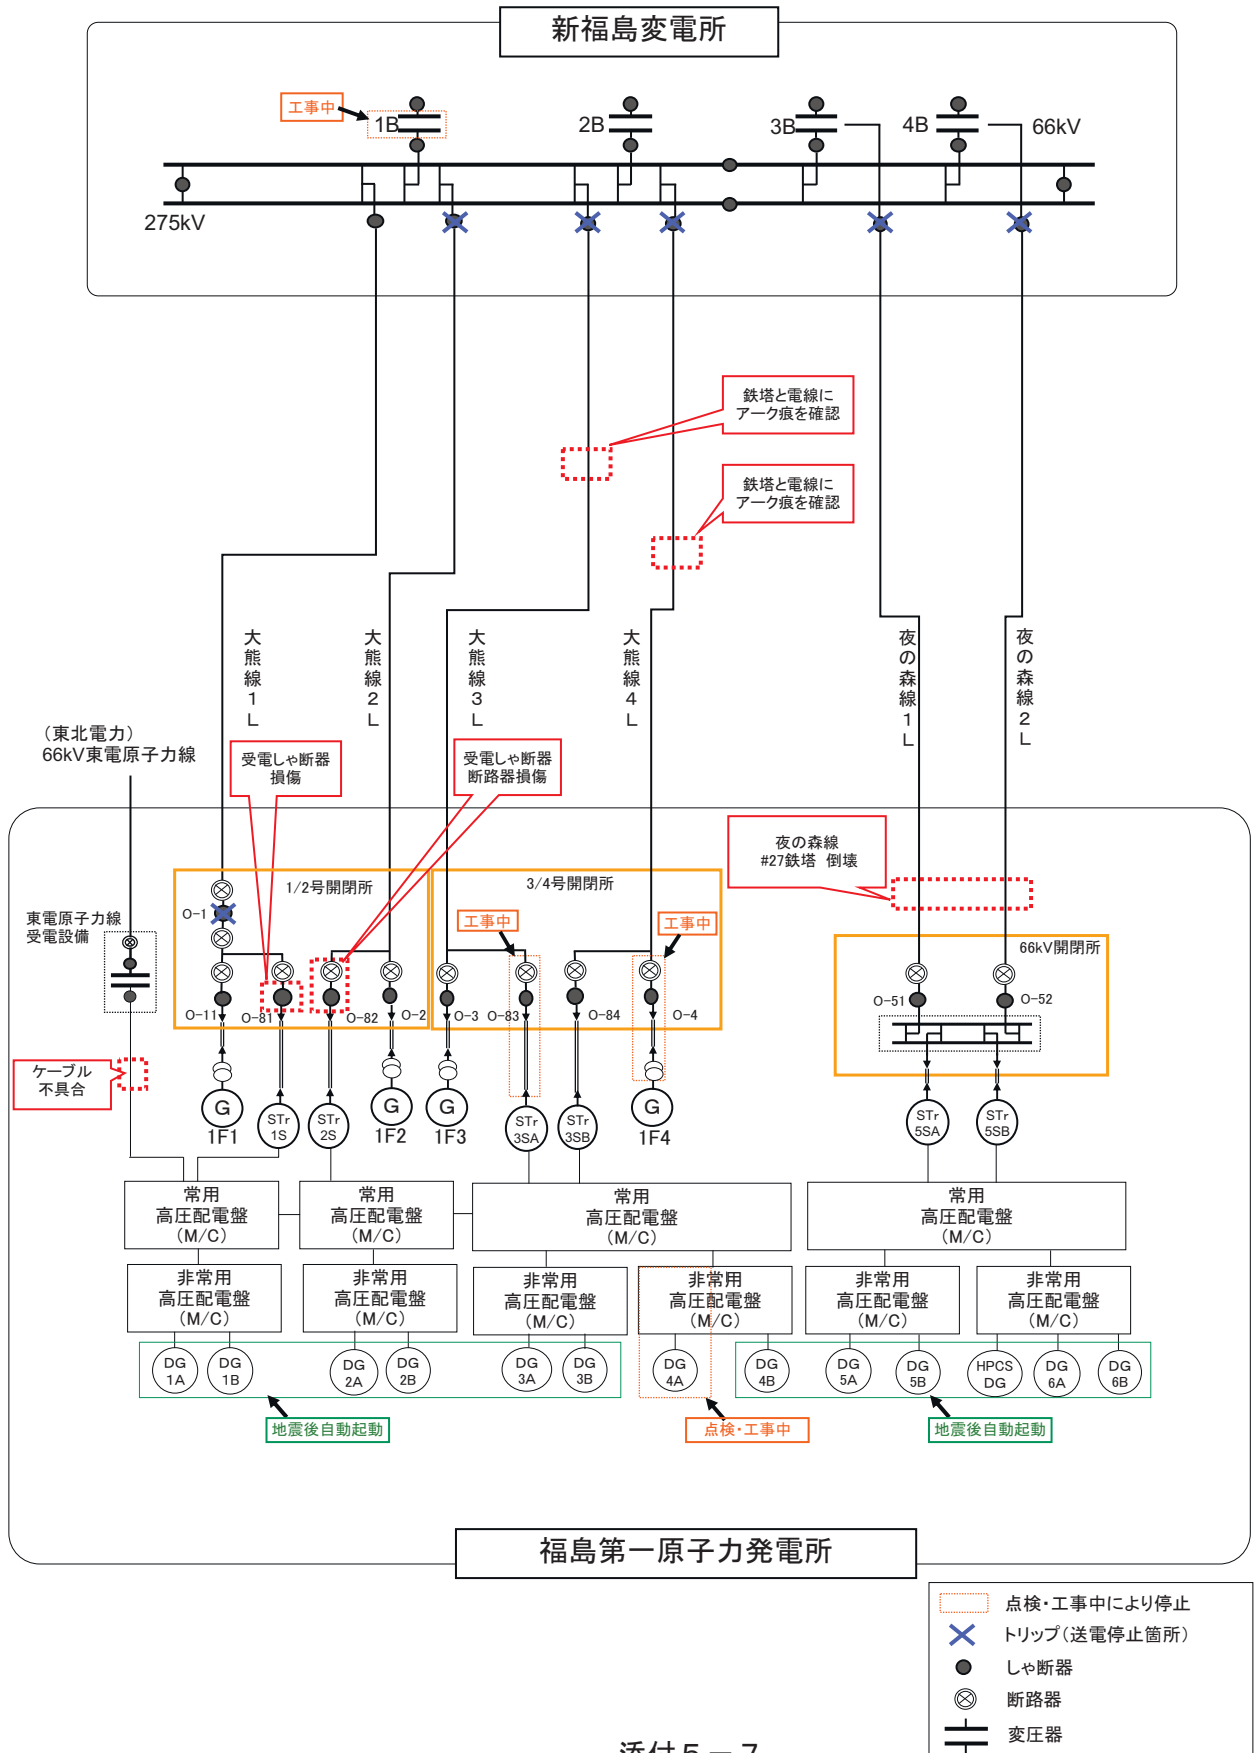 新福島変電所
工事中
1B
2B
3B
4B
66kV
275kV
鉄塔と電線に
アーク痕を確認
鉄塔と電線に
アーク痕を確認
大熊線1L
大熊線2L
大熊線3L
大熊線4L
夜の森線1L
夜の森線2L
（東北電力）
66kV東電原子力線
受電しゃ断器
損傷
受電しゃ断器
断路器損傷
夜の森線
#27鉄塔 倒壊
1/2号開閉所
3/4号開閉所
66kV開閉所
東電原子力線
受電設備
工事中
工事中
O-1
O-11
O-81
O-82
O-2
O-3
O-83
O-84
O-4
O-51
O-52
ケーブル
不具合
G
1F1
STr
1S
STr
2S
G
1F2
G
1F3
STr
3SA
STr
3SB
G
1F4
STr
5SA
STr
5SB
常用
高圧配電盤
(M/C)
常用
高圧配電盤
(M/C)
常用
高圧配電盤
(M/C)
常用
高圧配電盤
(M/C)
非常用
高圧配電盤
(M/C)
非常用
高圧配電盤
(M/C)
非常用
高圧配電盤
(M/C)
非常用
高圧配電盤
(M/C)
非常用
高圧配電盤
(M/C)
非常用
高圧配電盤
(M/C)
DG
1A
DG
1B
DG
2A
DG
2B
DG
3A
DG
3B
DG
4A
DG
4B
DG
5A
DG
5B
HPCS
DG
DG
6A
DG
6B
地震後自動起動
点検・工事中
地震後自動起動
福島第一原子力発電所
点検・工事中により停止
トリップ（送電停止箇所）
しゃ断器
断路器
変圧器
添付5－7